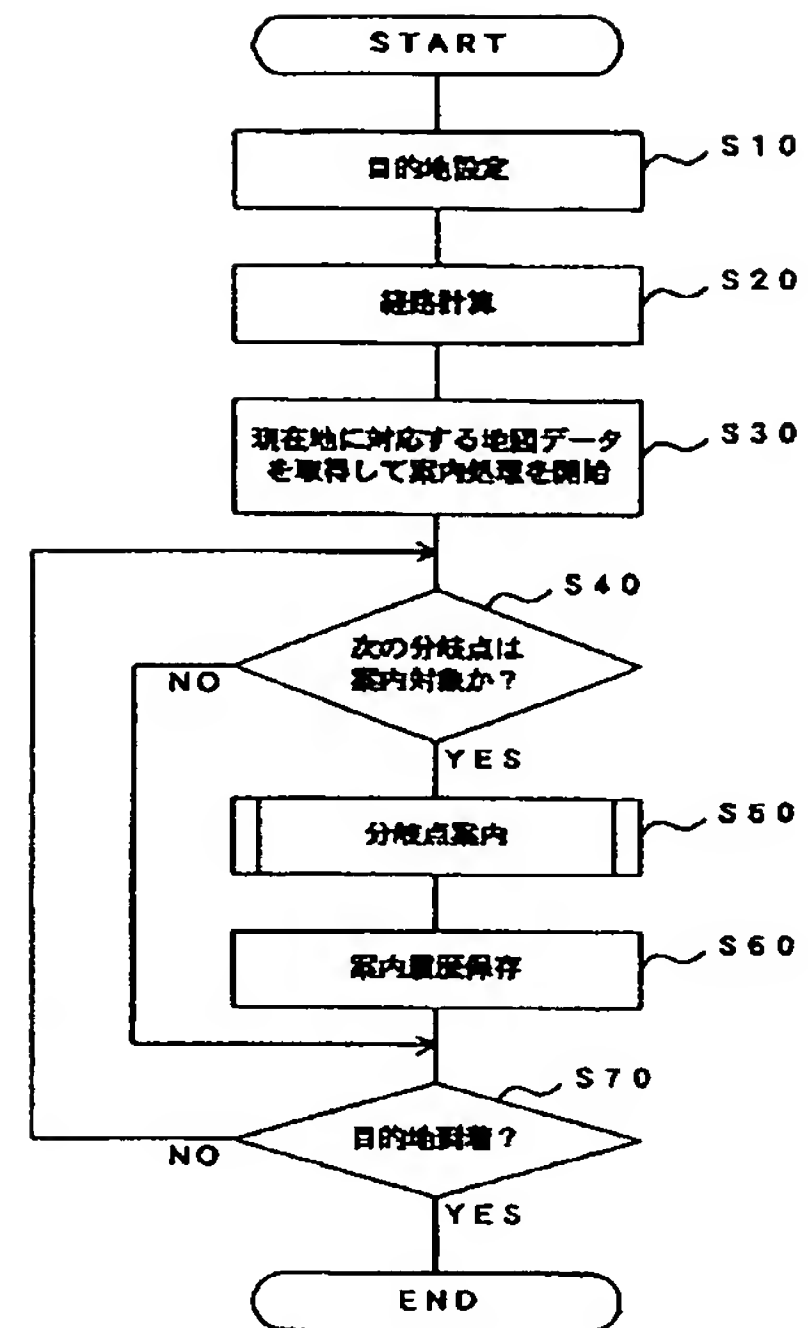 START
目的地設定
S10
経路計算
S20
現在地に対応する地図データ
を取得して案内処理を開始
S30
S40
次の分岐点は
案内対象か?
NO
YES
分岐点案内
S50
案内履歴保存
S60
S70
目的地到着?
NO
YES
END